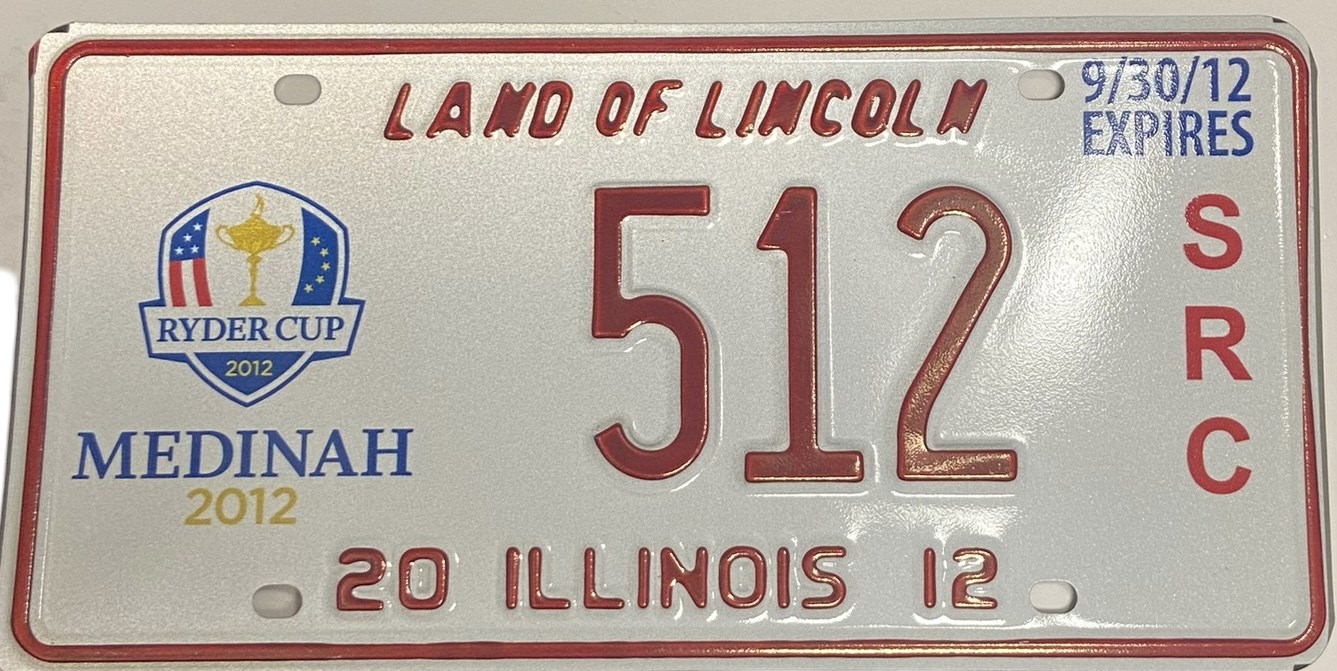 LAND OF LINCOLN
9/30/12
EXPIRES
RYDER CUP
2012
MEDINAH
2012
512
S
R
C
20 ILLINOIS 12